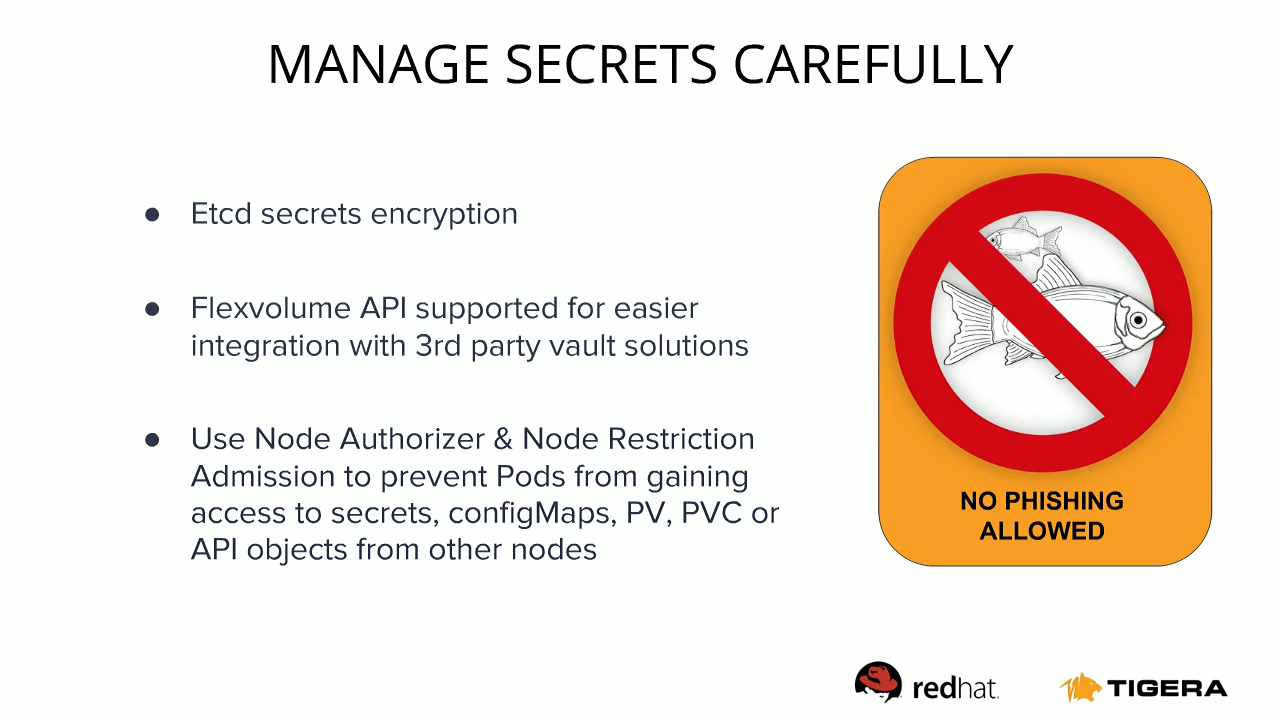 MANAGE SECRETS CAREFULLY
● Etcd secrets encryption
● Flexvolume API supported for easier
integration with 3rd party vault solutions
● Use Node Authorizer & Node Restriction
Admission to prevent Pods from gaining
access to secrets, configMaps, PV, PVC or
API objects from other nodes
NO PHISHING
ALLOWED
redhat.
TIGERA